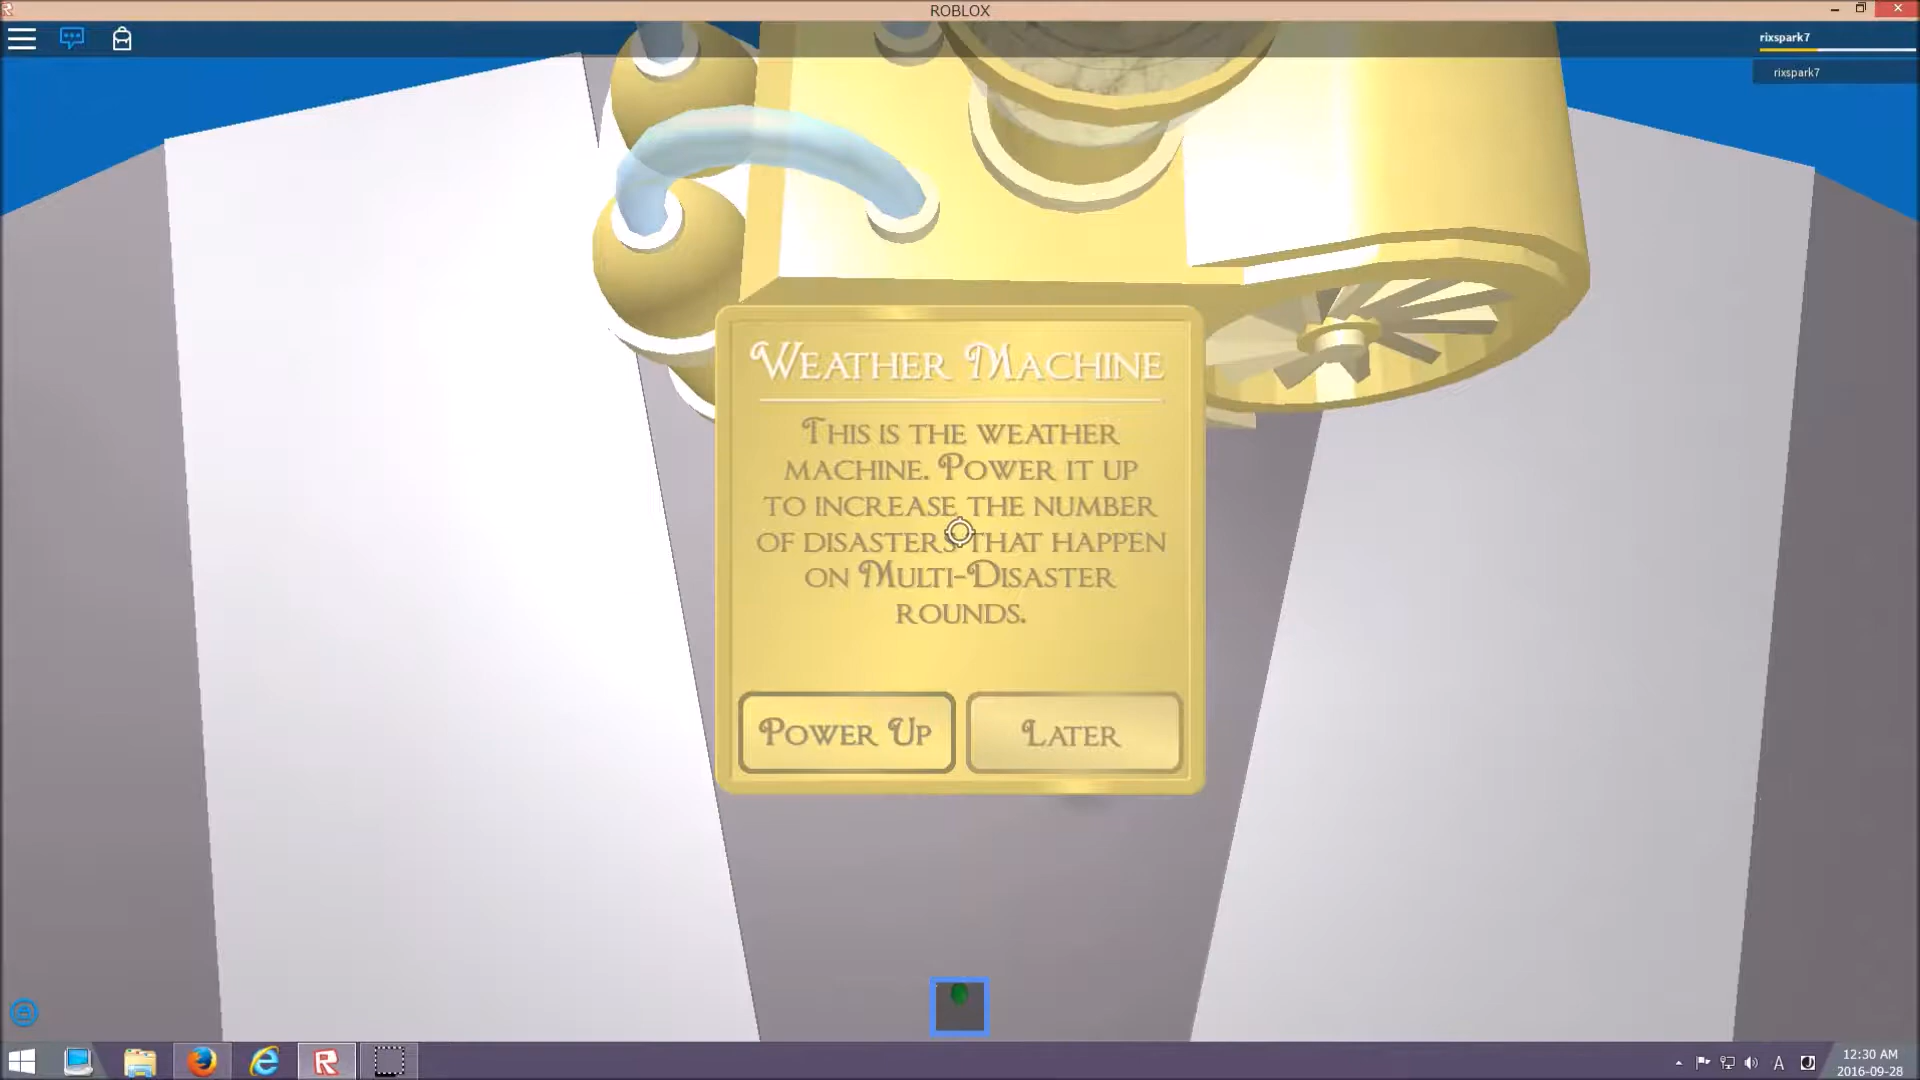 ROBLOX
rixspark7
rixspark7
WEATHER MACHINE
THIS IS THE WEATHER
MACHINE. POWER IT UP
TO INCREASE THE NUMBER
OF DISASTERS THAT HAPPEN
ON MULTI-DISASTER
ROUNDS.
POWER UP
LATER
A
12:30 AM
2016-09-28